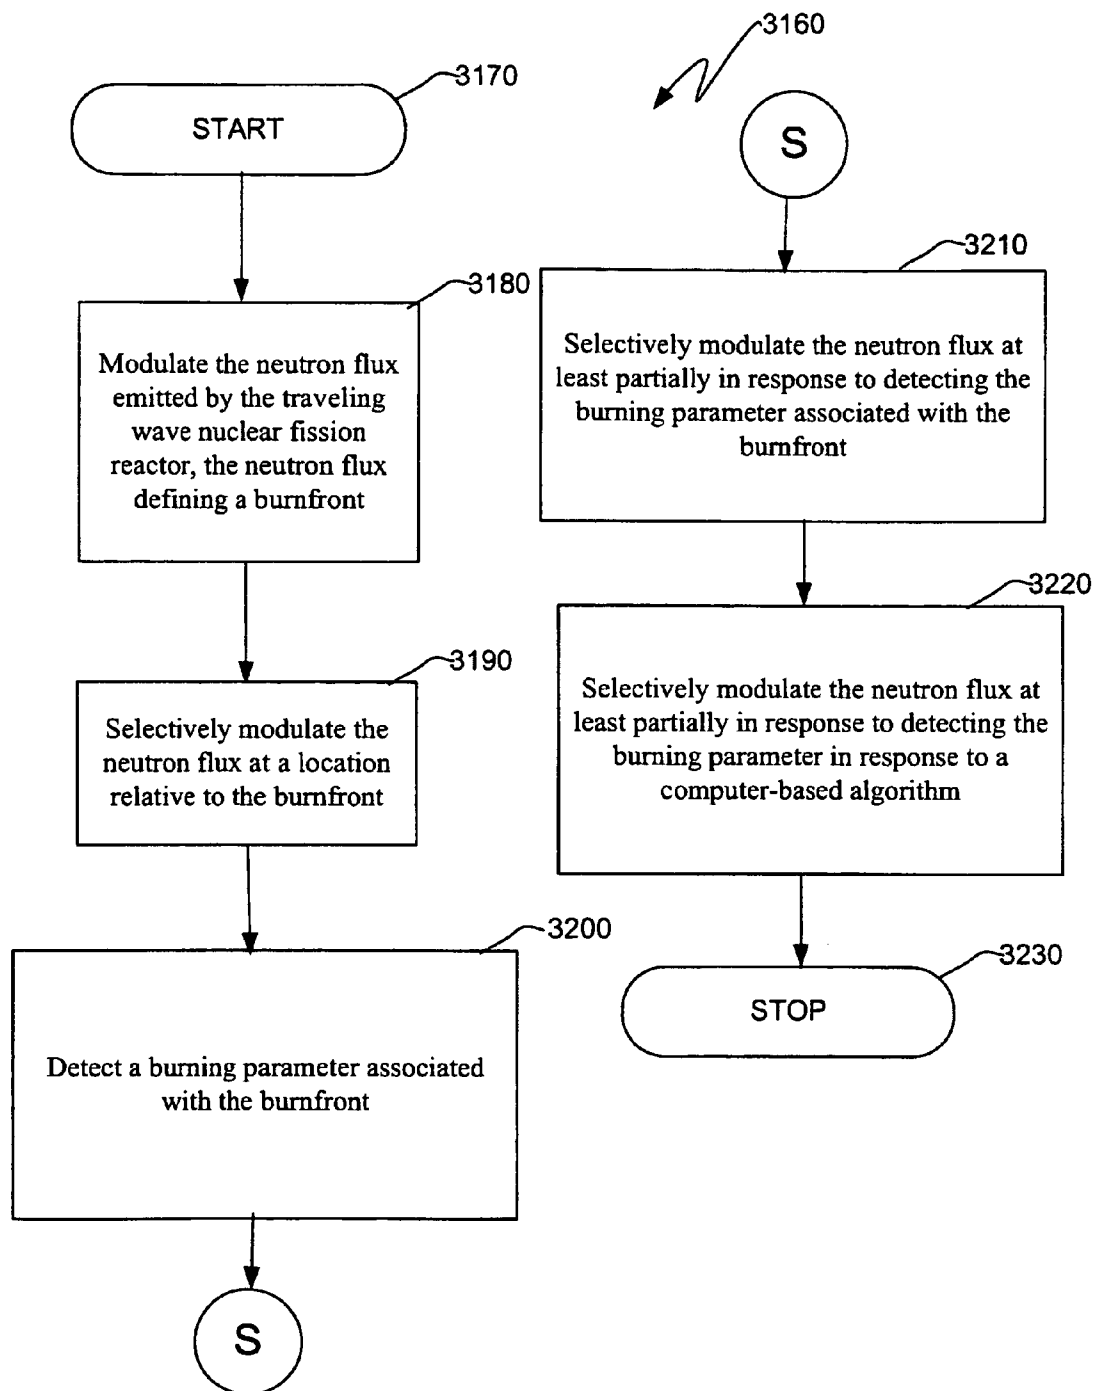 3170
START
3180
Modulate the neutron flux
emitted by the traveling
wave nuclear fission
reactor, the neutron flux
defining a burnfront
3190
Selectively modulate the
neutron flux at a location
relative to the burnfront
3200
Detect a burning parameter associated
with the burnfront
S
3160
S
3210
Selectively modulate the neutron flux at
least partially in response to detecting the
burning parameter associated with the
burnfront
3220
Selectively modulate the neutron flux at
least partially in response to detecting the
burning parameter in response to a
computer-based algorithm
3230
STOP